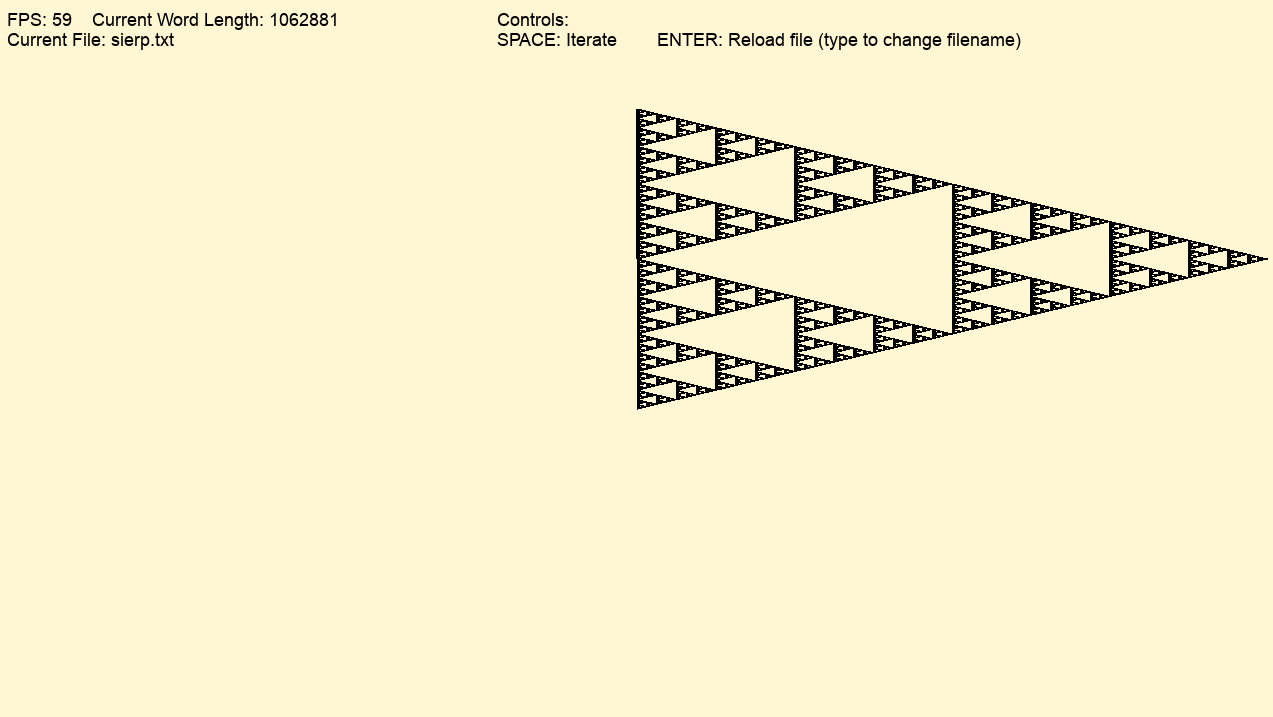 FPS: 59    Current Word Length: 1062881
Current File: sierp.txt
Controls:
SPACE: Iterate        ENTER: Reload file (type to change filename)